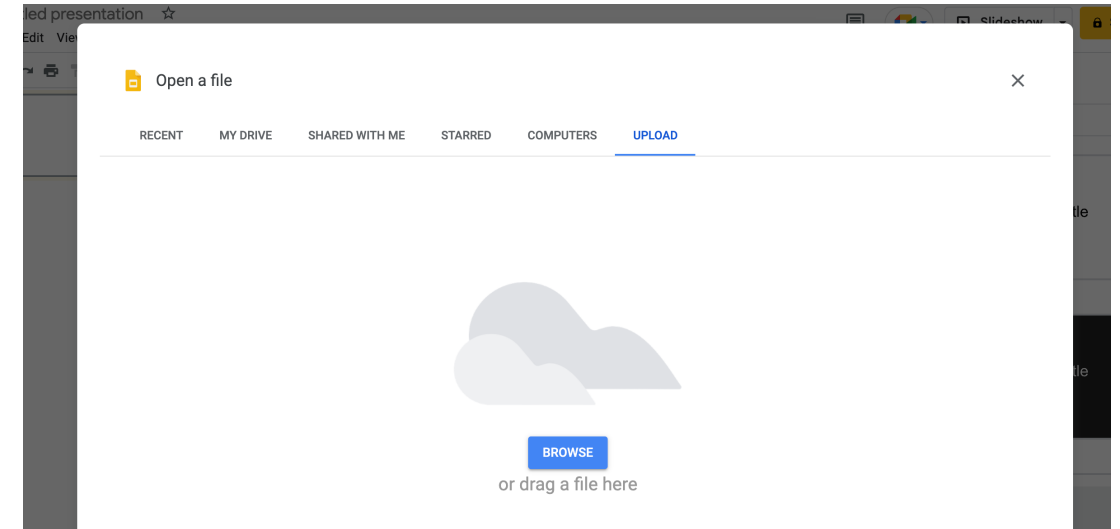 tled presentation
Slideshow
Edit Vie
Open a file
RECENT MY DRIVE SHARED WITH ME STARRED COMPUTERS UPLOAD
tle
tle
BROWSE
or drag a file here